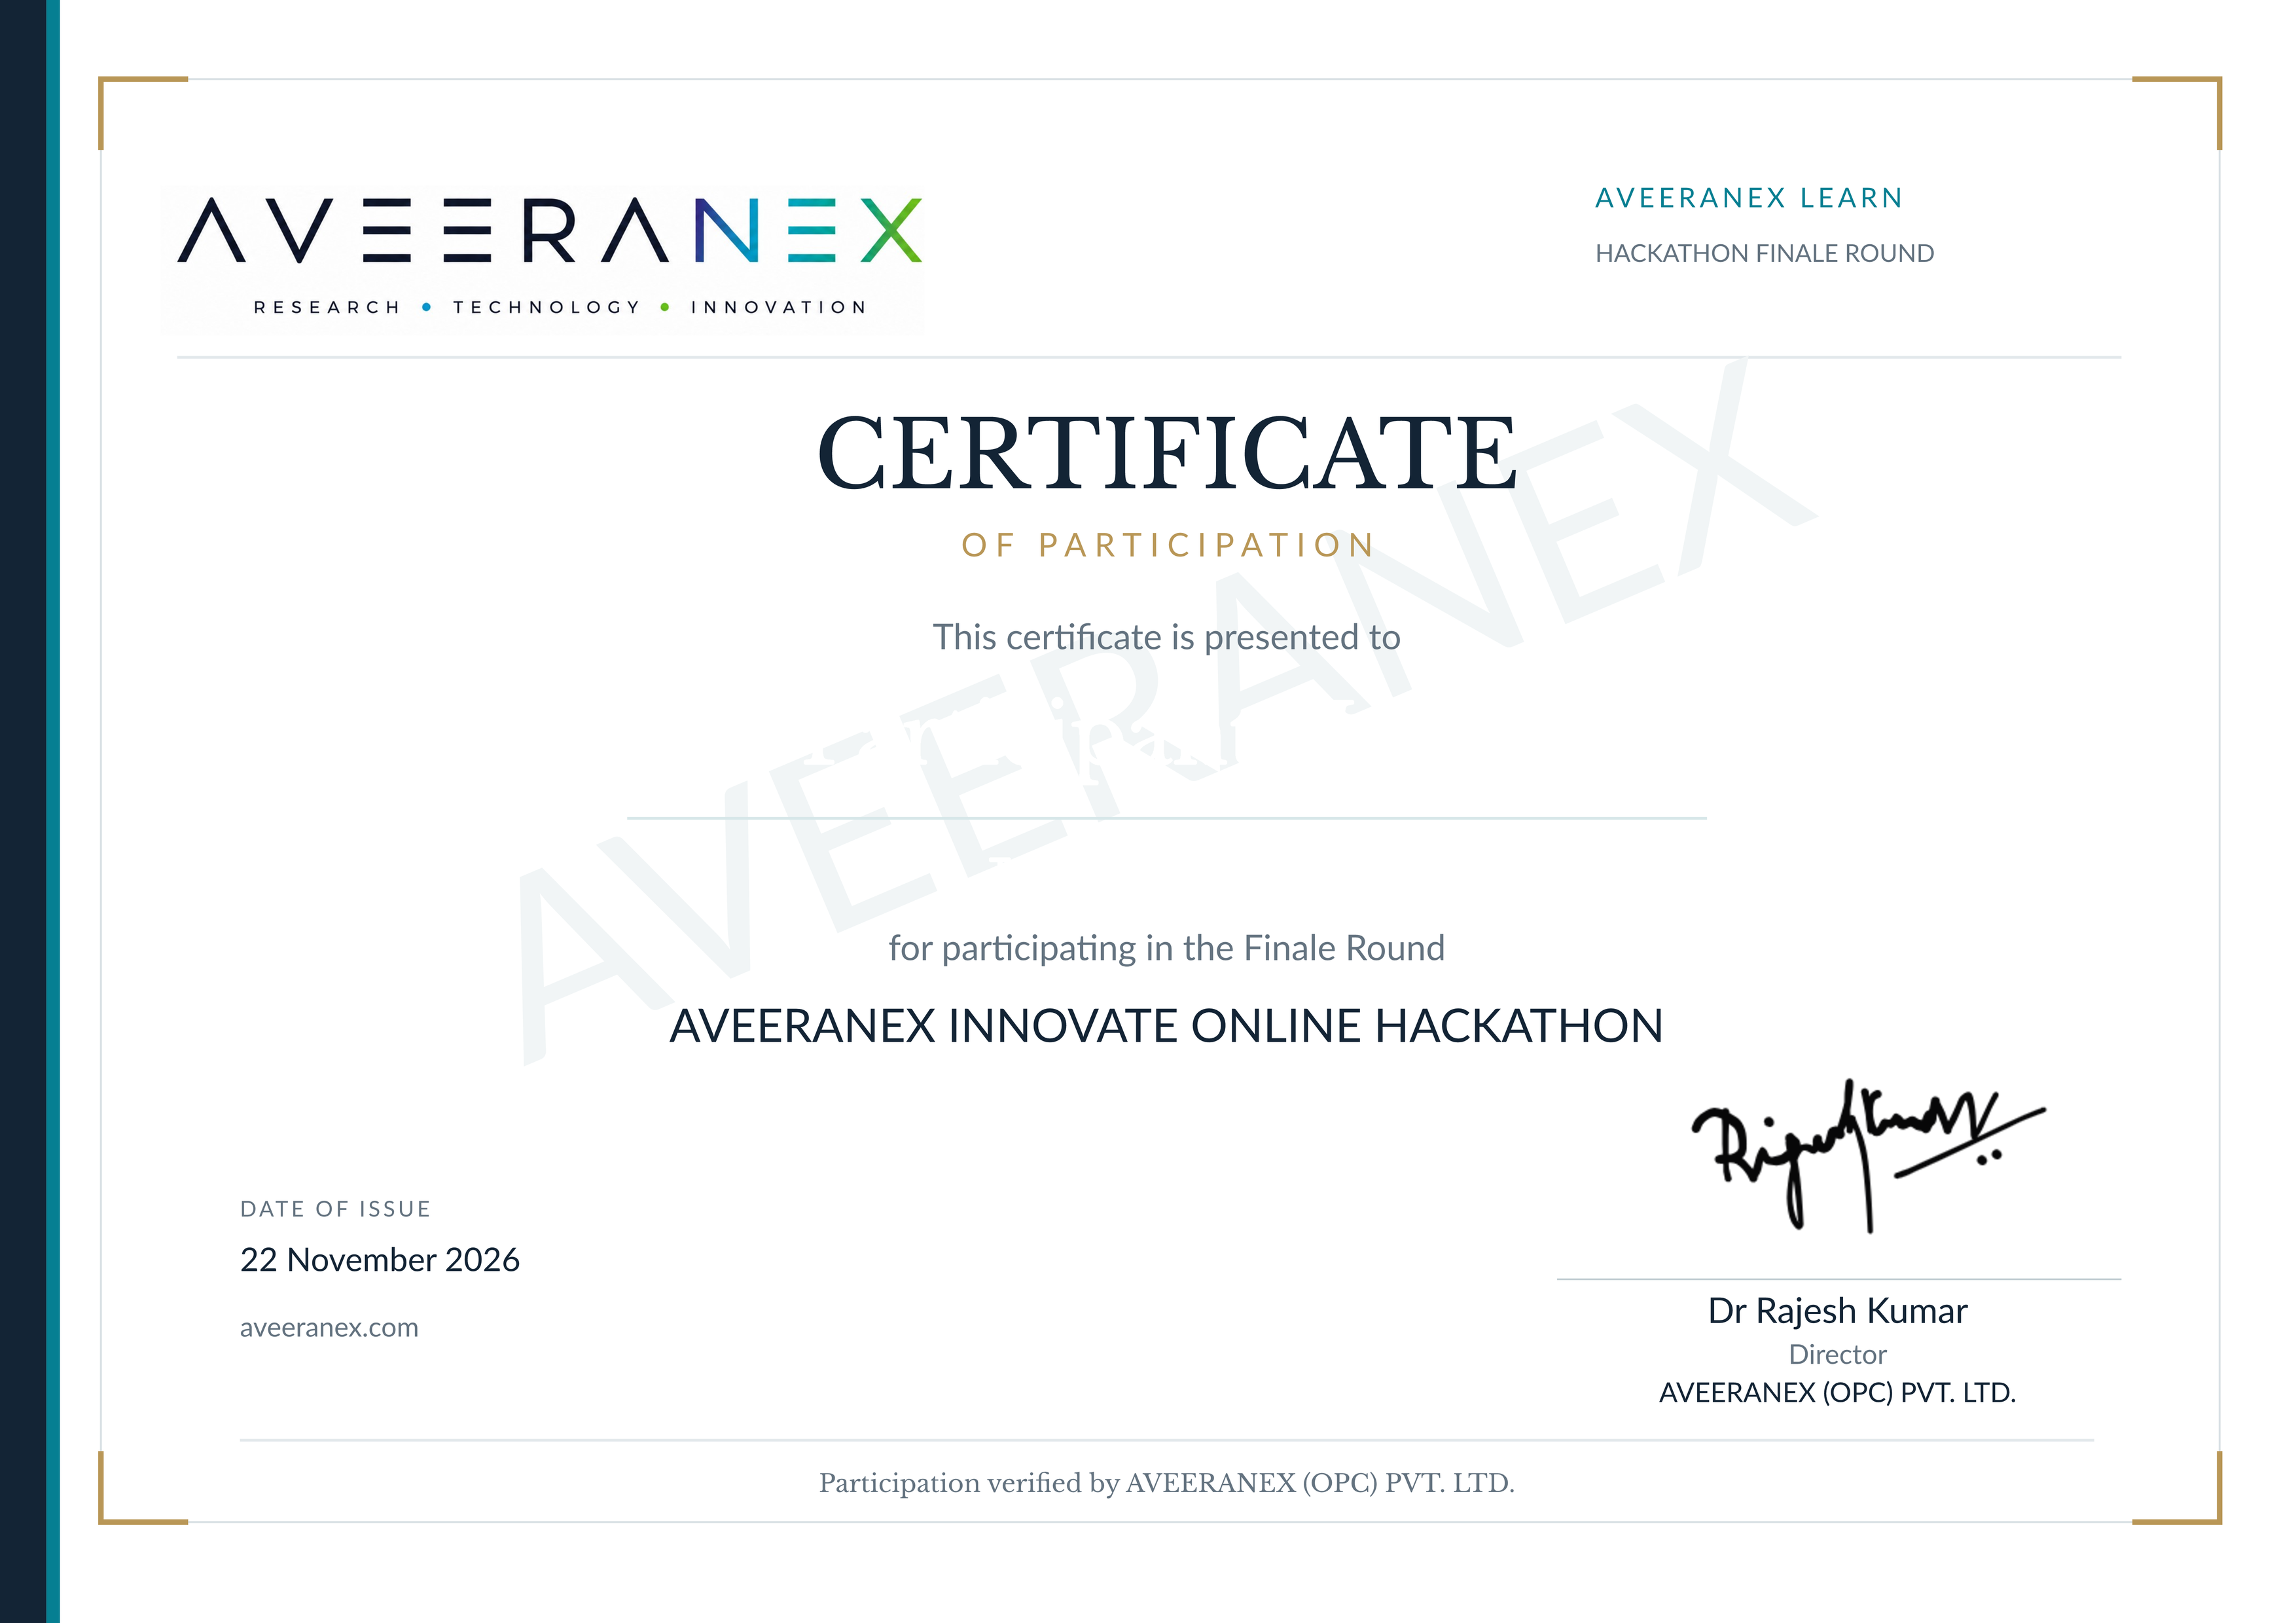 AVEERANEX
RESEARCH • TECHNOLOGY • INNOVATION
AVEERANEX LEARN
HACKATHON FINALE ROUND
CERTIFICATE
OF PARTICIPATION
This certificate is presented to
AVEERANEX
for participating in the Finale Round
AVEERANEX INNOVATE ONLINE HACKATHON
DATE OF ISSUE
22 November 2026
aveeranex.com
Dr Rajesh Kumar
Director
AVEERANEX (OPC) PVT. LTD.
Participation verified by AVEERANEX (OPC) PVT. LTD.